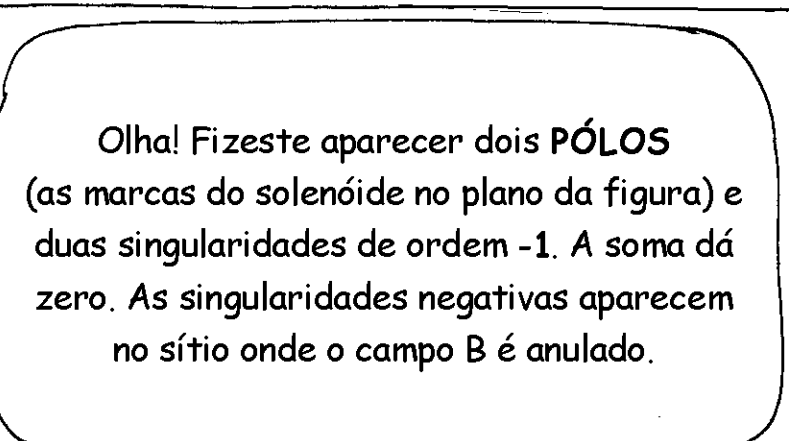 Olha! Fizeste aparecer dois PÓLOS
(as marcas do solenóide no plano da figura) e
duas singularidades de ordem -1. A soma dá
zero. As singularidades negativas aparecem
no sítio onde o campo B é anulado.